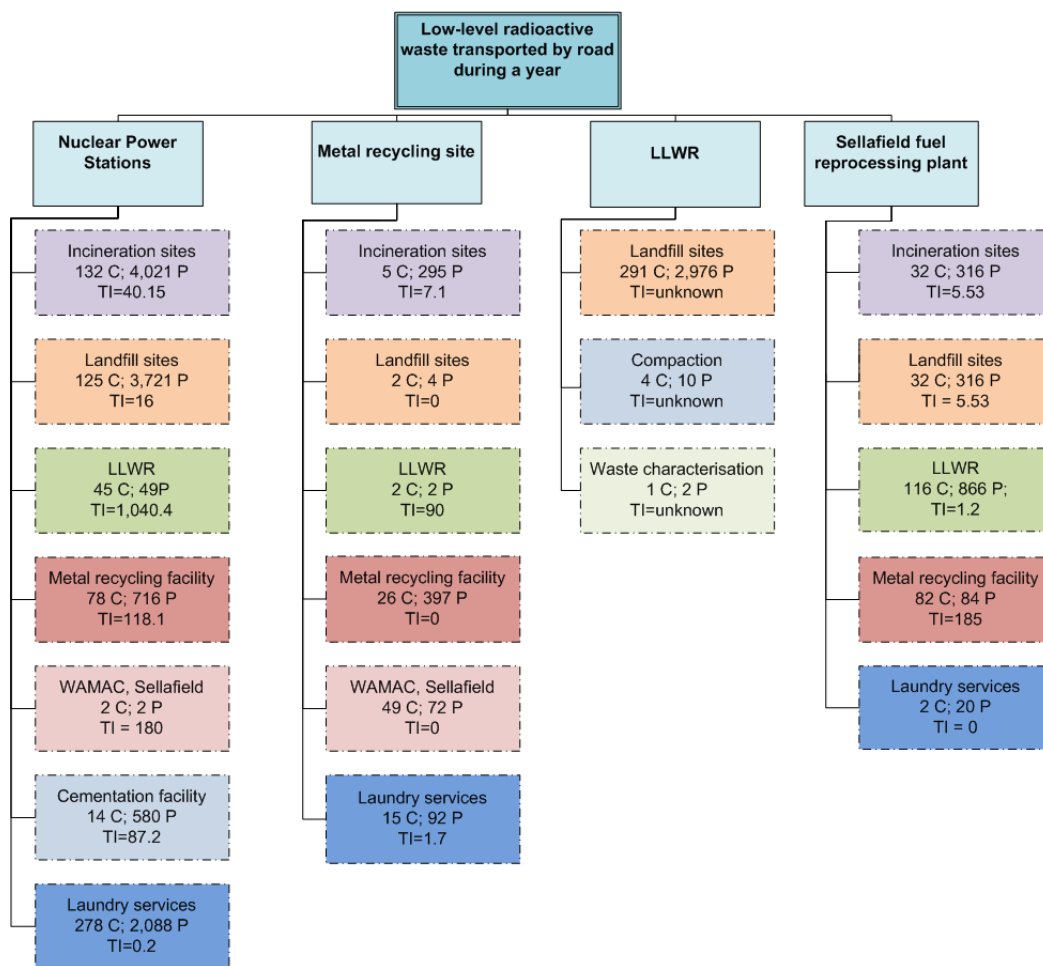 Low-level radioactive
waste transported by road
during a year
Nuclear Power
Stations
Incineration sites
132 C; 4,021 P
TI=40.15
Landfill sites
125 C; 3,721 P
TI=16
LLWR
45 C; 49P
TI=1,040.4
Metal recycling facility
78 C; 716 P
TI=118.1
WAMAC, Sellafield
2 C; 2 P
TI = 180
Cementation facility
14 C; 580 P
TI=87.2
Laundry services
278 C; 2,088 P
TI=0.2
Metal recycling site
Incineration sites
5 C; 295 P
TI=7.1
Landfill sites
2 C; 4 P
TI=0
LLWR
2 C; 2 P
TI=90
Metal recycling facility
26 C; 397 P
TI=0
WAMAC, Sellafield
49 C; 72 P
TI=0
Laundry services
15 C; 92 P
TI=1.7
LLWR
Landfill sites
291 C; 2,976 P
TI=unknown
Compaction
4 C; 10 P
TI=unknown
Waste characterisation
1 C; 2 P
TI=unknown
Sellafield fuel
reprocessing plant
Incineration sites
32 C; 316 P
TI=5.53
Landfill sites
32 C; 316 P
TI = 5.53
LLWR
116 C; 866 P;
TI=1.2
Metal recycling facility
82 C; 84 P
TI=185
Laundry services
2 C; 20 P
TI = 0